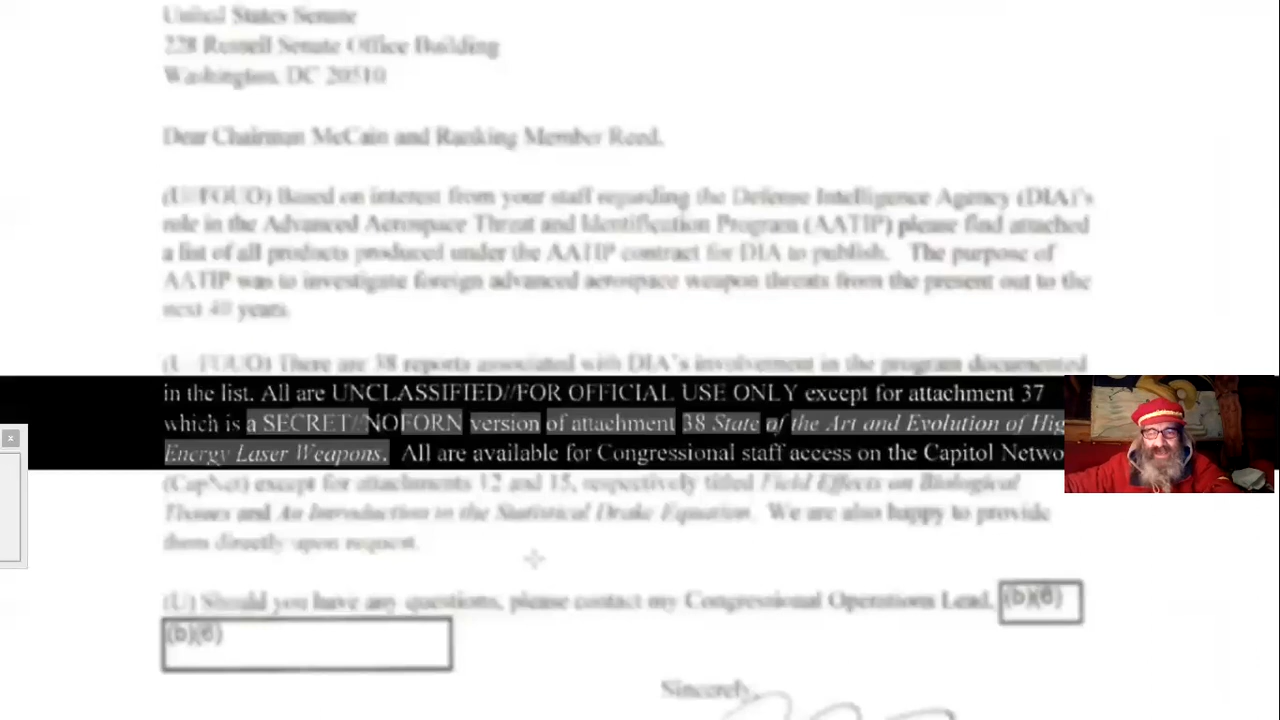 United States Senate
228 Russell Senate Office Building
Washington, DC 20510
Dear Chairman McCain and Ranking Member Reed,
(U//FOUO) Based on interest from your staff regarding the Defense Intelligence Agency (DIA)'s
role in the Advanced Aerospace Threat and Identification Program (AATIP) please find attached
a list of all products produced under the AATIP contract for DIA to publish. The purpose of
AATIP was to investigate foreign advanced aerospace weapon threats from the present out to the
next 40 years.
(U//FOUO) There are 38 reports associated with DIA's involvement in the program documented
in the list. All are UNCLASSIFIED//FOR OFFICIAL USE ONLY except for attachment 37
which is a SECRET//NOFORN version of attachment 38 State of the Art and Evolution of Hig
Energy Laser Weapons. All are available for Congressional staff access on the Capitol Netwo
(CapNet) except for attachments 12 and 15, respectively titled Field Effects on Biological
Tissues and An Introduction to the Statistical Drake Equation. We are also happy to provide
them directly upon request.
(U) Should you have any questions, please contact my Congressional Operations Lead, (b)(6)
(b)(6)
Sincerely,